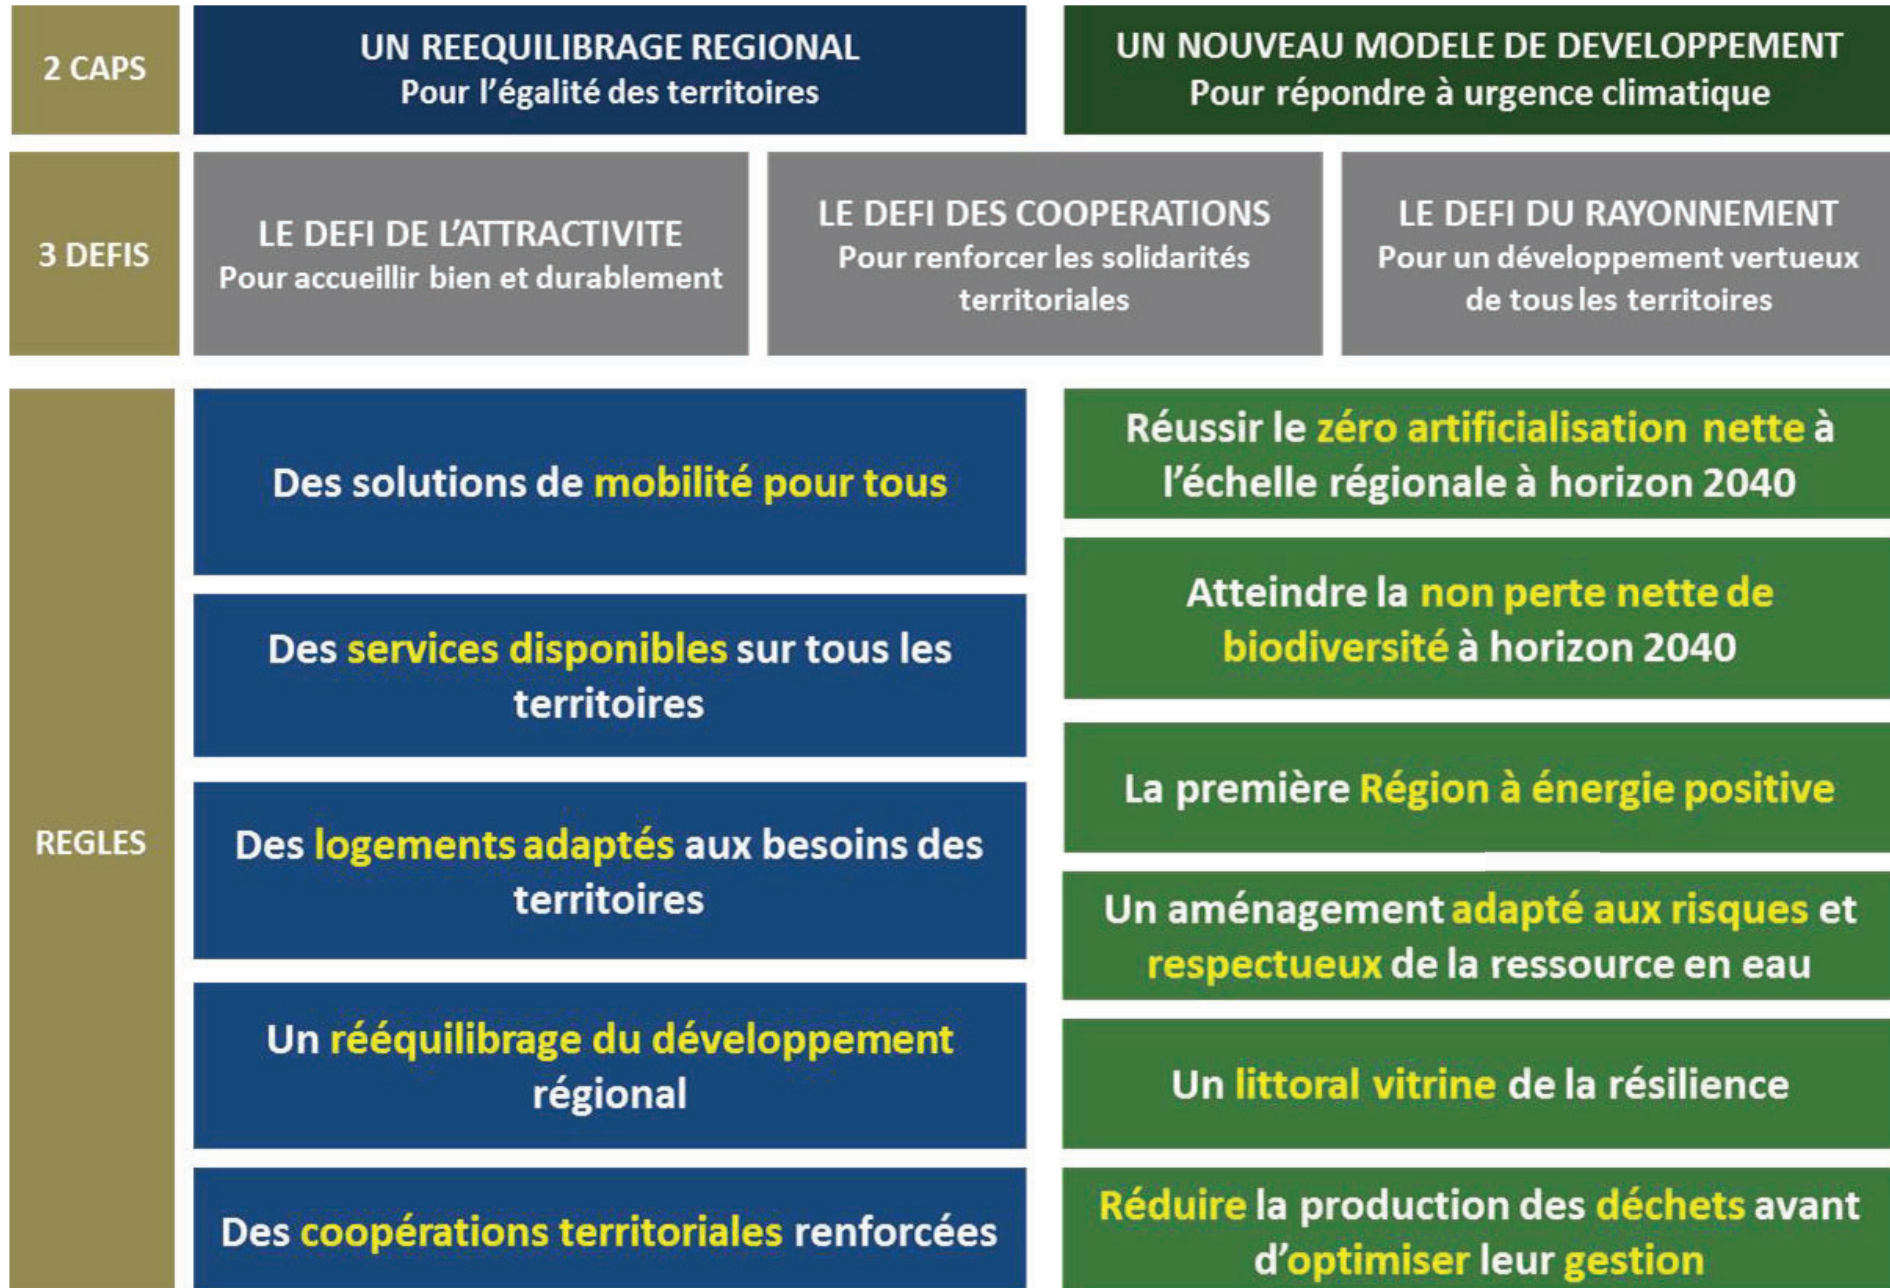 2 CAPS
UN REEQUILIBRAGE REGIONAL
Pour l’égalité des territoires
UN NOUVEAU MODELE DE DEVELOPPEMENT
Pour répondre à urgence climatique
3 DEFIS
LE DEFI DE L’ATTRACTIVITE
Pour accueillir bien et durablement
LE DEFI DES COOPERATIONS
Pour renforcer les solidarités
territoriales
LE DEFI DU RAYONNEMENT
Pour un développement vertueux
de tous les territoires
REGLES
Des solutions de mobilité pour tous
Des services disponibles sur tous les
territoires
Des logements adaptés aux besoins des
territoires
Un rééquilibrage du développement
régional
Des coopérations territoriales renforcées
Réussir le zéro artificialisation nette à
l’échelle régionale à horizon 2040
Atteindre la non perte nette de
biodiversité à horizon 2040
La première Région à énergie positive
Un aménagement adapté aux risques et
respectueux de la ressource en eau
Un littoral vitrine de la résilience
Réduire la production des déchets avant
d’optimiser leur gestion